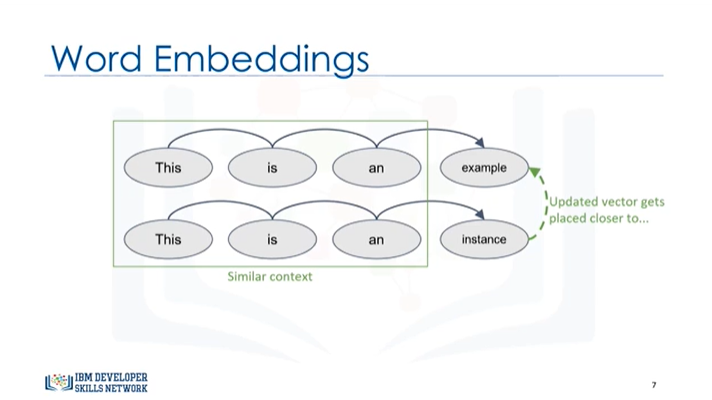 Word Embeddings
This is an example
Updated vector gets
placed closer to...
This is an instance
Similar context
IBM DEVELOPER
SKILLS NETWORK
7